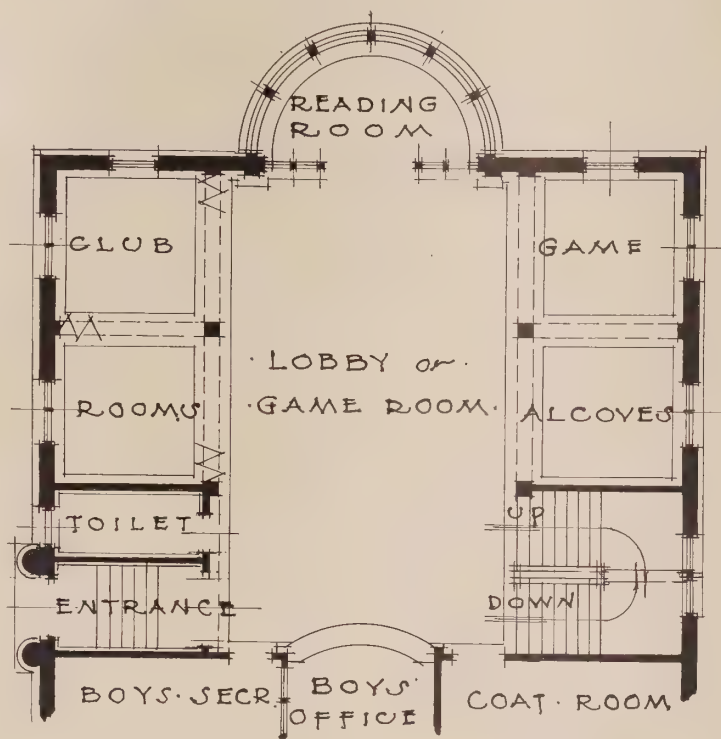 READING
ROOM
CLUB
GAME
·LOBBY or·
·GAME ROOM·
ROOMS
ALCOVES
TOILET
UP
ENTRANCE
DOWN
BOYS·SECR.
BOYS'
OFFICE
COAT·ROOM